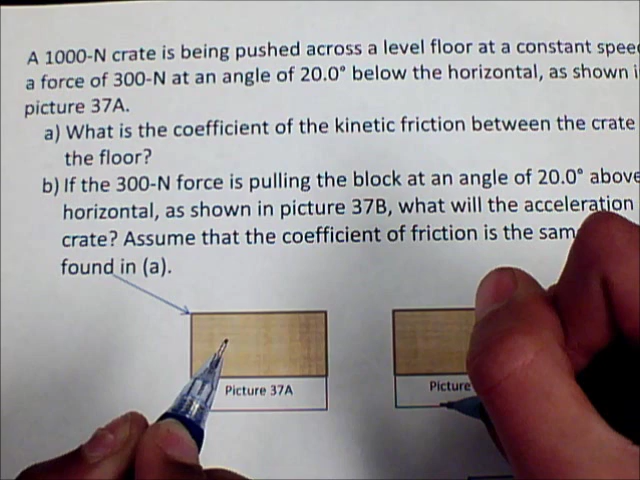 A 1000-N crate is being pushed across a level floor at a constant
a force of 300-N at an angle of 20.0° below the horizontal, as shown
picture 37A.
a) What is the coefficient of the kinetic friction between the crate
the floor?
b) If the 300-N force is pulling the block at an angle of 20.0° above
horizontal, as shown in picture 37B, what will the acceleration
crate? Assume that the coefficient of friction is the
found in (a).
Picture 37A
Picture